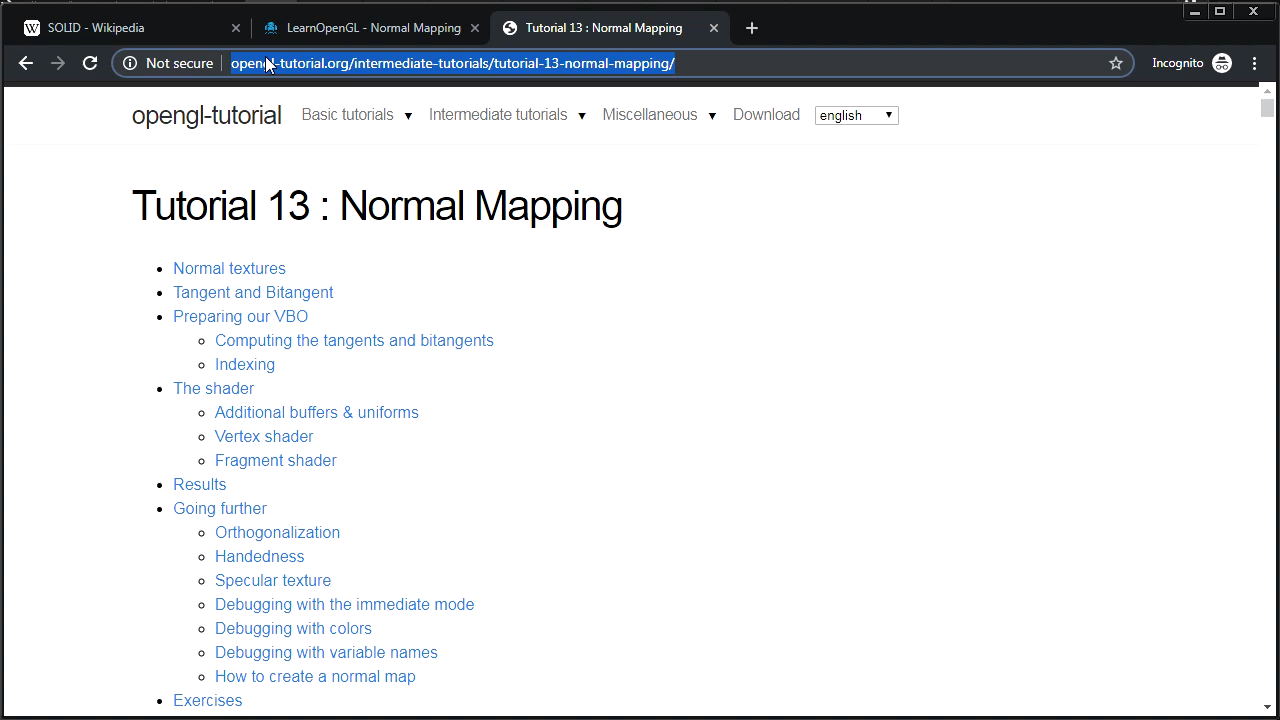 SOLID - Wikipedia
LearnOpenGL - Normal Mapping
Tutorial 13 : Normal Mapping
Not secure
opengl-tutorial.org/intermediate-tutorials/tutorial-13-normal-mapping/
Incognito
opengl-tutorial
Basic tutorials
Intermediate tutorials
Miscellaneous
Download
english
Tutorial 13 : Normal Mapping
Normal textures
Tangent and Bitangent
Preparing our VBO
Computing the tangents and bitangents
Indexing
The shader
Additional buffers & uniforms
Vertex shader
Fragment shader
Results
Going further
Orthogonalization
Handedness
Specular texture
Debugging with the immediate mode
Debugging with colors
Debugging with variable names
How to create a normal map
Exercises